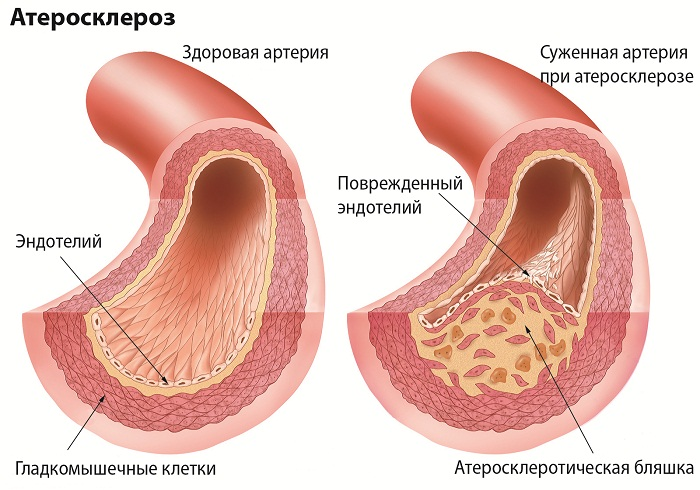 Атеросклероз
Здоровая артерия
Суженная артерия
при атеросклерозе
Поврежденный
эндотелий
Эндотелий
Гладкомышечные клетки
Атеросклеротическая бляшка